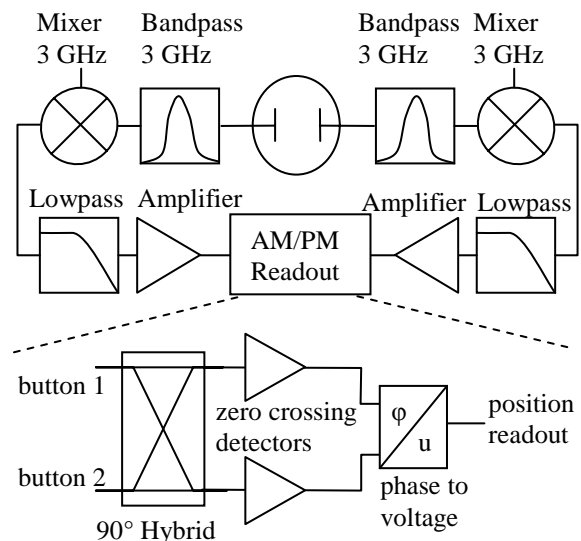 Mixer
3 GHz
Bandpass
3 GHz
Bandpass
3 GHz
Mixer
3 GHz
Lowpass
Amplifier
AM/PM
Readout
Amplifier
Lowpass
button 1
button 2
90° Hybrid
zero crossing
detectors
φ
u
phase to
voltage
position
readout